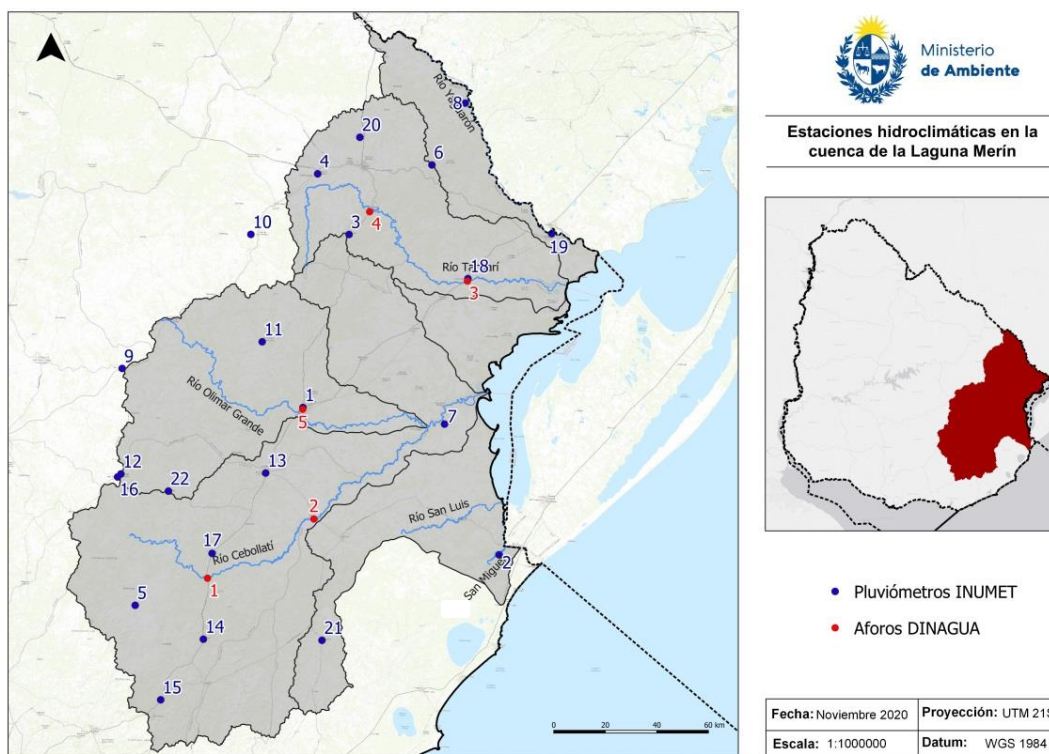 Ministerio
de Ambiente
Estaciones hidroclimáticas en la
cuenca de la Laguna Merín
8
Río Yaguarón
20
4
6
10
3
4
19
Río Tacuarí
18
3
11
9
Río Olimar Grande
1
5
7
12
16
22
13
2
Río San Luis
17
Río Cebollatí
1
2
San Miguel
5
14
21
15
0
20
40
60 km
Pluviómetros INUMET
Aforos DINAGUA
Fecha: Noviembre 2020
Proyección: UTM 21S
Escala: 1:1000000
Datum: WGS 1984